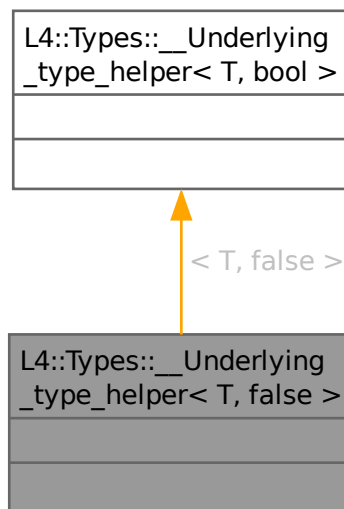 L4::Types::__Underlying
_type_helper< T, bool >
< T, false >
L4::Types::__Underlying
_type_helper< T, false >